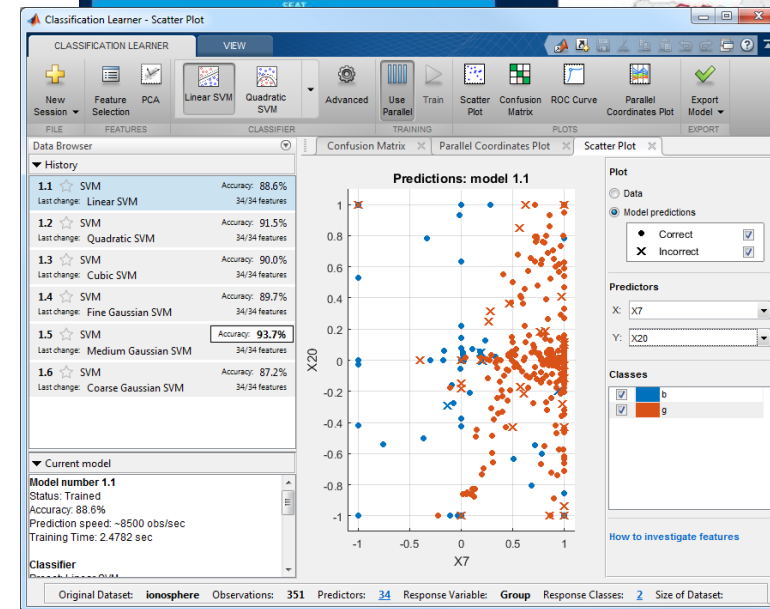 SEAT
Classification Learner - Scatter Plot
CLASSIFICATION LEARNER VIEW
New Session
Feature Selection
PCA
Linear SVM
Quadratic SVM
Advanced
Use Parallel
Train
Scatter Plot
Confusion Matrix
ROC Curve
Parallel Coordinates Plot
Export Model
FILE FEATURES CLASSIFIER TRAINING PLOTS EXPORT
Data Browser
Confusion Matrix Parallel Coordinates Plot Scatter Plot
History
1.1 SVM Accuracy: 88.6%
Last change: Linear SVM 34/34 features
1.2 SVM Accuracy: 91.5%
Last change: Quadratic SVM 34/34 features
1.3 SVM Accuracy: 90.0%
Last change: Cubic SVM 34/34 features
1.4 SVM Accuracy: 89.7%
Last change: Fine Gaussian SVM 34/34 features
1.5 SVM Accuracy: 93.7%
Last change: Medium Gaussian SVM 34/34 features
1.6 SVM Accuracy: 87.2%
Last change: Coarse Gaussian SVM 34/34 features
Current model
Model number 1.1
Status: Trained
Accuracy: 88.6%
Prediction speed: ~8500 obs/sec
Training Time: 2.4782 sec
Classifier
Predictions: model 1.1
1
0.8
0.6
0.4
0.2
0
-0.2
-0.4
-0.6
-0.8
-1
X20
-1 -0.5 0 0.5 1
X7
Plot
Data
Model predictions
Correct
Incorrect
Predictors
X: X7
Y: X20
Classes
b
g
How to investigate features
Original Dataset: ionosphere Observations: 351 Predictors: 34 Response Variable: Group Response Classes: 2 Size of Dataset: